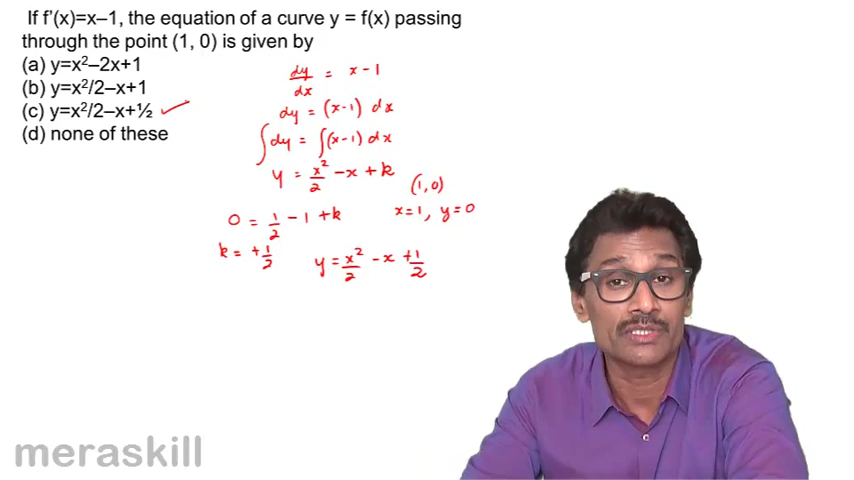 If f'(x)=x–1, the equation of a curve y = f(x) passing
through the point (1, 0) is given by
(a) y=x²–2x+1
(b) y=x²/2–x+1
(c) y=x²/2–x+½ ✓
(d) none of these
dy/dx = x - 1
dy = (x-1) dx
∫dy = ∫(x-1) dx
y = x²/2 - x + k
(1, 0)
x=1, y=0
0 = 1/2 - 1 + k
k = +1/2
y = x²/2 - x + 1/2
meraskill